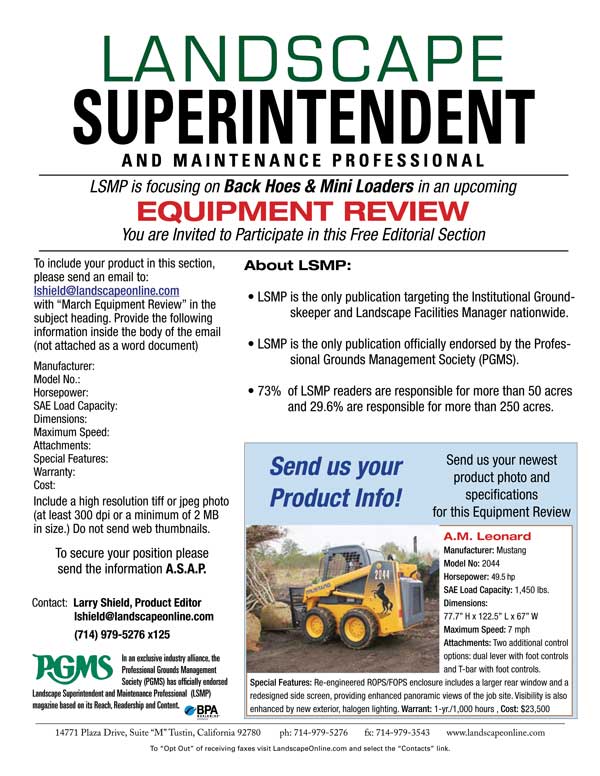 LANDSCAPE
SUPERINTENDENT
AND MAINTENANCE PROFESSIONAL
LSMP is focusing on Back Hoes & Mini Loaders in an upcoming
EQUIPMENT REVIEW
You are Invited to Participate in this Free Editorial Section
To include your product in this section,
please send an email to:
lshield@landscapeonline.com
with “March Equipment Review” in the
subject heading. Provide the following
information inside the body of the email
(not attached as a word document)
Manufacturer:
Model No.:
Horsepower:
SAE Load Capacity:
Dimensions:
Maximum Speed:
Attachments:
Special Features:
Warranty:
Cost:
Include a high resolution tiff or jpeg photo
(at least 300 dpi or a minimum of 2 MB
in size.) Do not send web thumbnails.
To secure your position please
send the information A.S.A.P.
Contact: Larry Shield, Product Editor
lshield@landscapeonline.com
(714) 979-5276 x125
PGMS
In an exclusive industry alliance, the
Professional Grounds Management
Society (PGMS) has officially endorsed
Landscape Superintendent and Maintenance Professional (LSMP)
magazine based on its Reach, Readership and Content.
BPA
WORLDWIDE
About LSMP:
• LSMP is the only publication targeting the Institutional Ground-
skeeper and Landscape Facilities Manager nationwide.
• LSMP is the only publication officially endorsed by the Profes-
sional Grounds Management Society (PGMS).
• 73% of LSMP readers are responsible for more than 50 acres
and 29.6% are responsible for more than 250 acres.
Send us your
Product Info!
Send us your newest
product photo and
specifications
for this Equipment Review
2044
MUSTANG
A.M. Leonard
Manufacturer: Mustang
Model No: 2044
Horsepower: 49.5 hp
SAE Load Capacity: 1,450 lbs.
Dimensions:
77.7” H x 122.5” L x 67” W
Maximum Speed: 7 mph
Attachments: Two additional control
options: dual lever with foot controls
and T-bar with foot controls.
Special Features: Re-engineered ROPS/FOPS enclosure includes a larger rear window and a
redesigned side screen, providing enhanced panoramic views of the job site. Visibility is also
enhanced by new exterior, halogen lighting. Warrant: 1-yr./1,000 hours , Cost: $23,500
14771 Plaza Drive, Suite “M” Tustin, California 92780 ph: 714-979-5276 fx: 714-979-3543 www.landscapeonline.com
To “Opt Out” of receiving faxes visit LandscapeOnline.com and select the “Contacts” link.